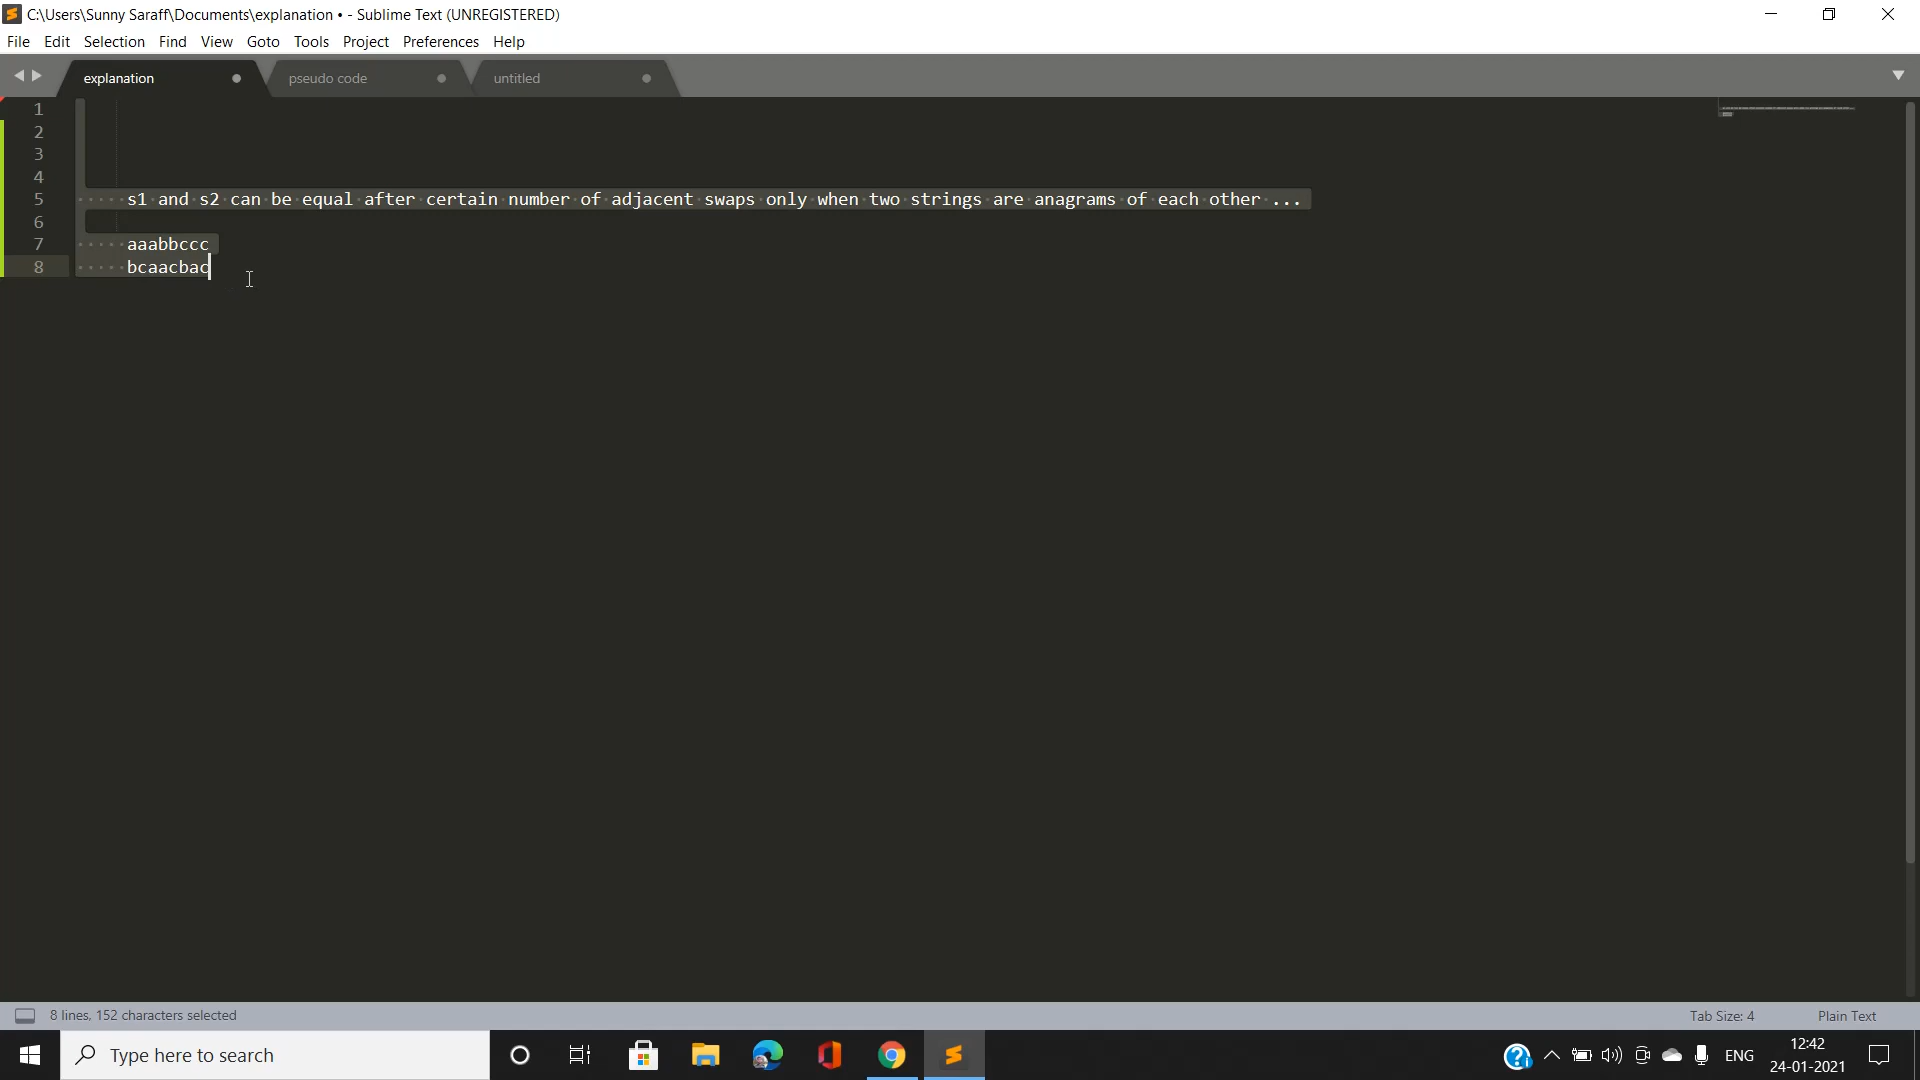 C:\Users\Sunny Saraff\Documents\explanation • - Sublime Text (UNREGISTERED)
File Edit Selection Find View Goto Tools Project Preferences Help
explanation pseudo code untitled
1
2
3
4
5 s1 and s2 can be equal after certain number of adjacent swaps only when two strings are anagrams of each other ...
6
7 aaabbccc
8 bcaacbac
8 lines, 152 characters selected Tab Size: 4 Plain Text
Type here to search ENG 12:42
24-01-2021